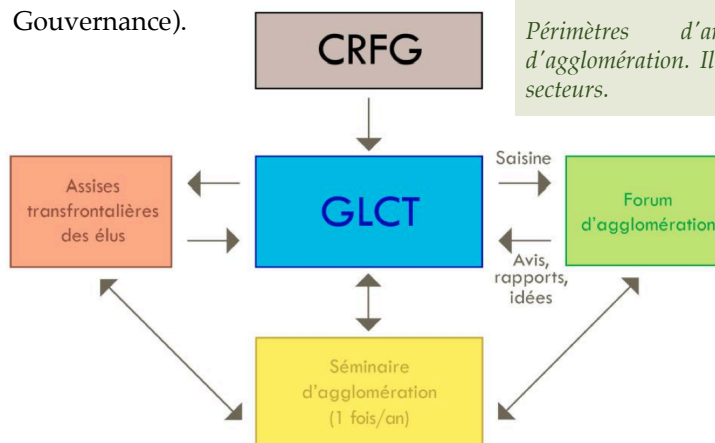 Gouvernance).
Périmètres d'
d'agglomération. Il
secteurs.
CRFG
Assises
transfrontalières
des élus
GLCT
Saisine
Avis,
rapports,
idées
Forum
d'agglomération
Séminaire
d'agglomération
(1 fois/an)